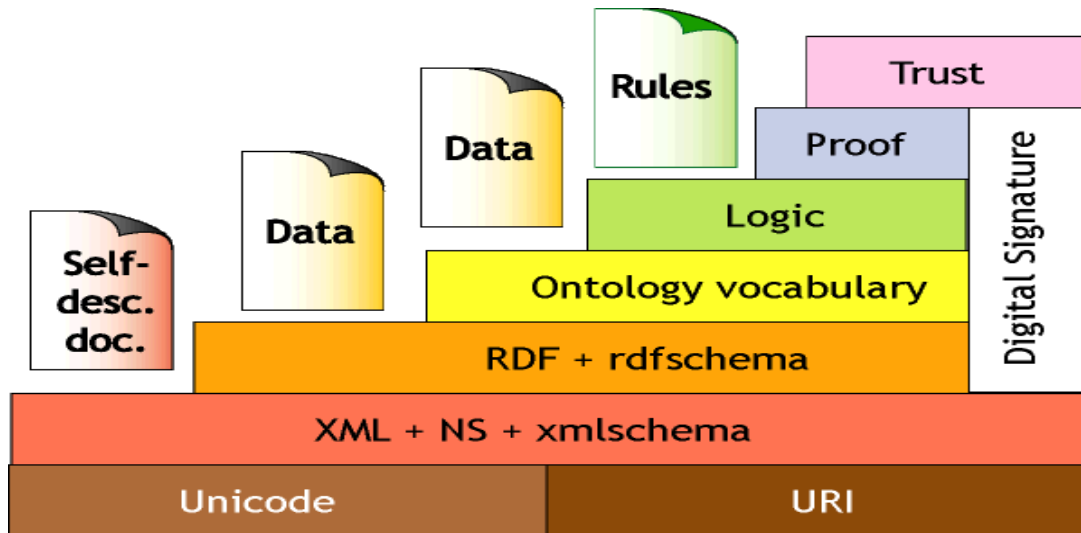 Rules
Trust
Data
Proof
Data
Logic
Self-
desc.
doc.
Ontology vocabulary
Digital Signature
RDF + rdfschema
XML + NS + xmlschema
Unicode
URI